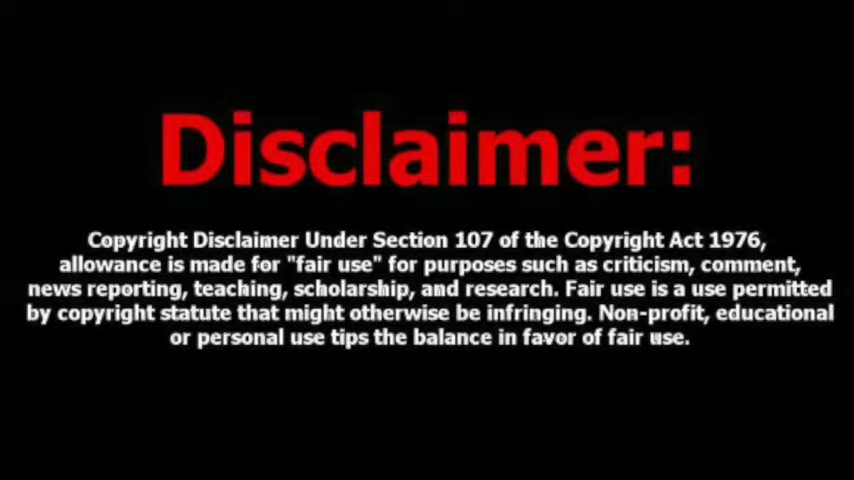 Disclaimer:
Copyright Disclaimer Under Section 107 of the Copyright Act 1976,
allowance is made for "fair use" for purposes such as criticism, comment,
news reporting, teaching, scholarship, and research. Fair use is a use permitted
by copyright statute that might otherwise be infringing. Non-profit, educational
or personal use tips the balance in favor of fair use.